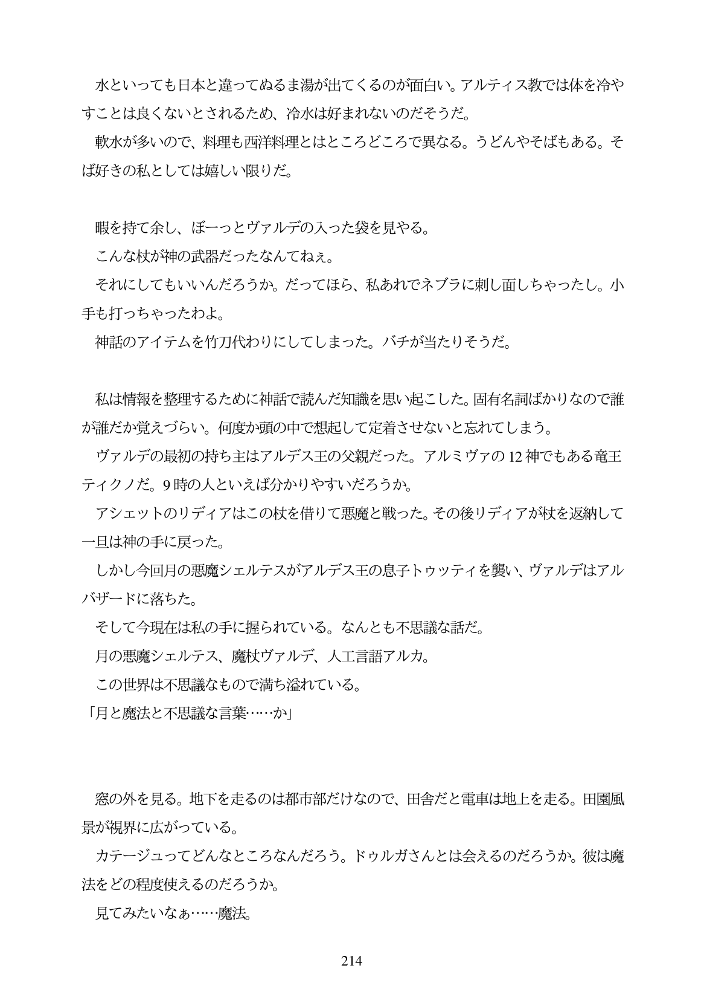 水といっても日本と違ってぬるま湯が出てくるのが面白い。アルティス教では体を冷や
すことは良くないとされるため、冷水は好まれないのだそうだ。
軟水が多いので、料理も西洋料理とはところどころで異なる。うどんやそばもある。そ
ば好きの私としては嬉しい限りだ。
暇を持て余し、ぼーっとヴァルデの入った袋を見やる。
こんな杖が神の武器だったなんてねぇ。
それにしてもいいんだろうか。だってほら、私あれでネブラに刺し面しちゃったし。小
手も打っちゃったわよ。
神話のアイテムを竹刀代わりにしてしまった。バチが当たりそうだ。
私は情報を整理するために神話で読んだ知識を思い起こした。固有名詞ばかりなので誰
が誰だか覚えづらい。何度か頭の中で想起して定着させないと忘れてしまう。
ヴァルデの最初の持ち主はアルデス王の父親だった。アルミヴァの 12 神でもある竜王
ティクノだ。9 時の人といえば分かりやすいだろうか。
アシェットのリディアはこの杖を借りて悪魔と戦った。その後リディアが杖を返納して
一旦は神の手に戻った。
しかし今回月の悪魔シェルテスがアルデス王の息子トゥッティを襲い、ヴァルデはアル
バザードに落ちた。
そして今現在は私の手に握られている。なんとも不思議な話だ。
月の悪魔シェルテス、魔杖ヴァルデ、人工言語アルカ。
この世界は不思議なもので満ち溢れている。
「月と魔法と不思議な言葉……か」
窓の外を見る。地下を走るのは都市部だけなので、田舎だと電車は地上を走る。田園風
景が視界に広がっている。
カテージュってどんなところなんだろう。ドゥルガさんとは会えるのだろうか。彼は魔
法をどの程度使えるのだろうか。
見てみたいなぁ……魔法。
214